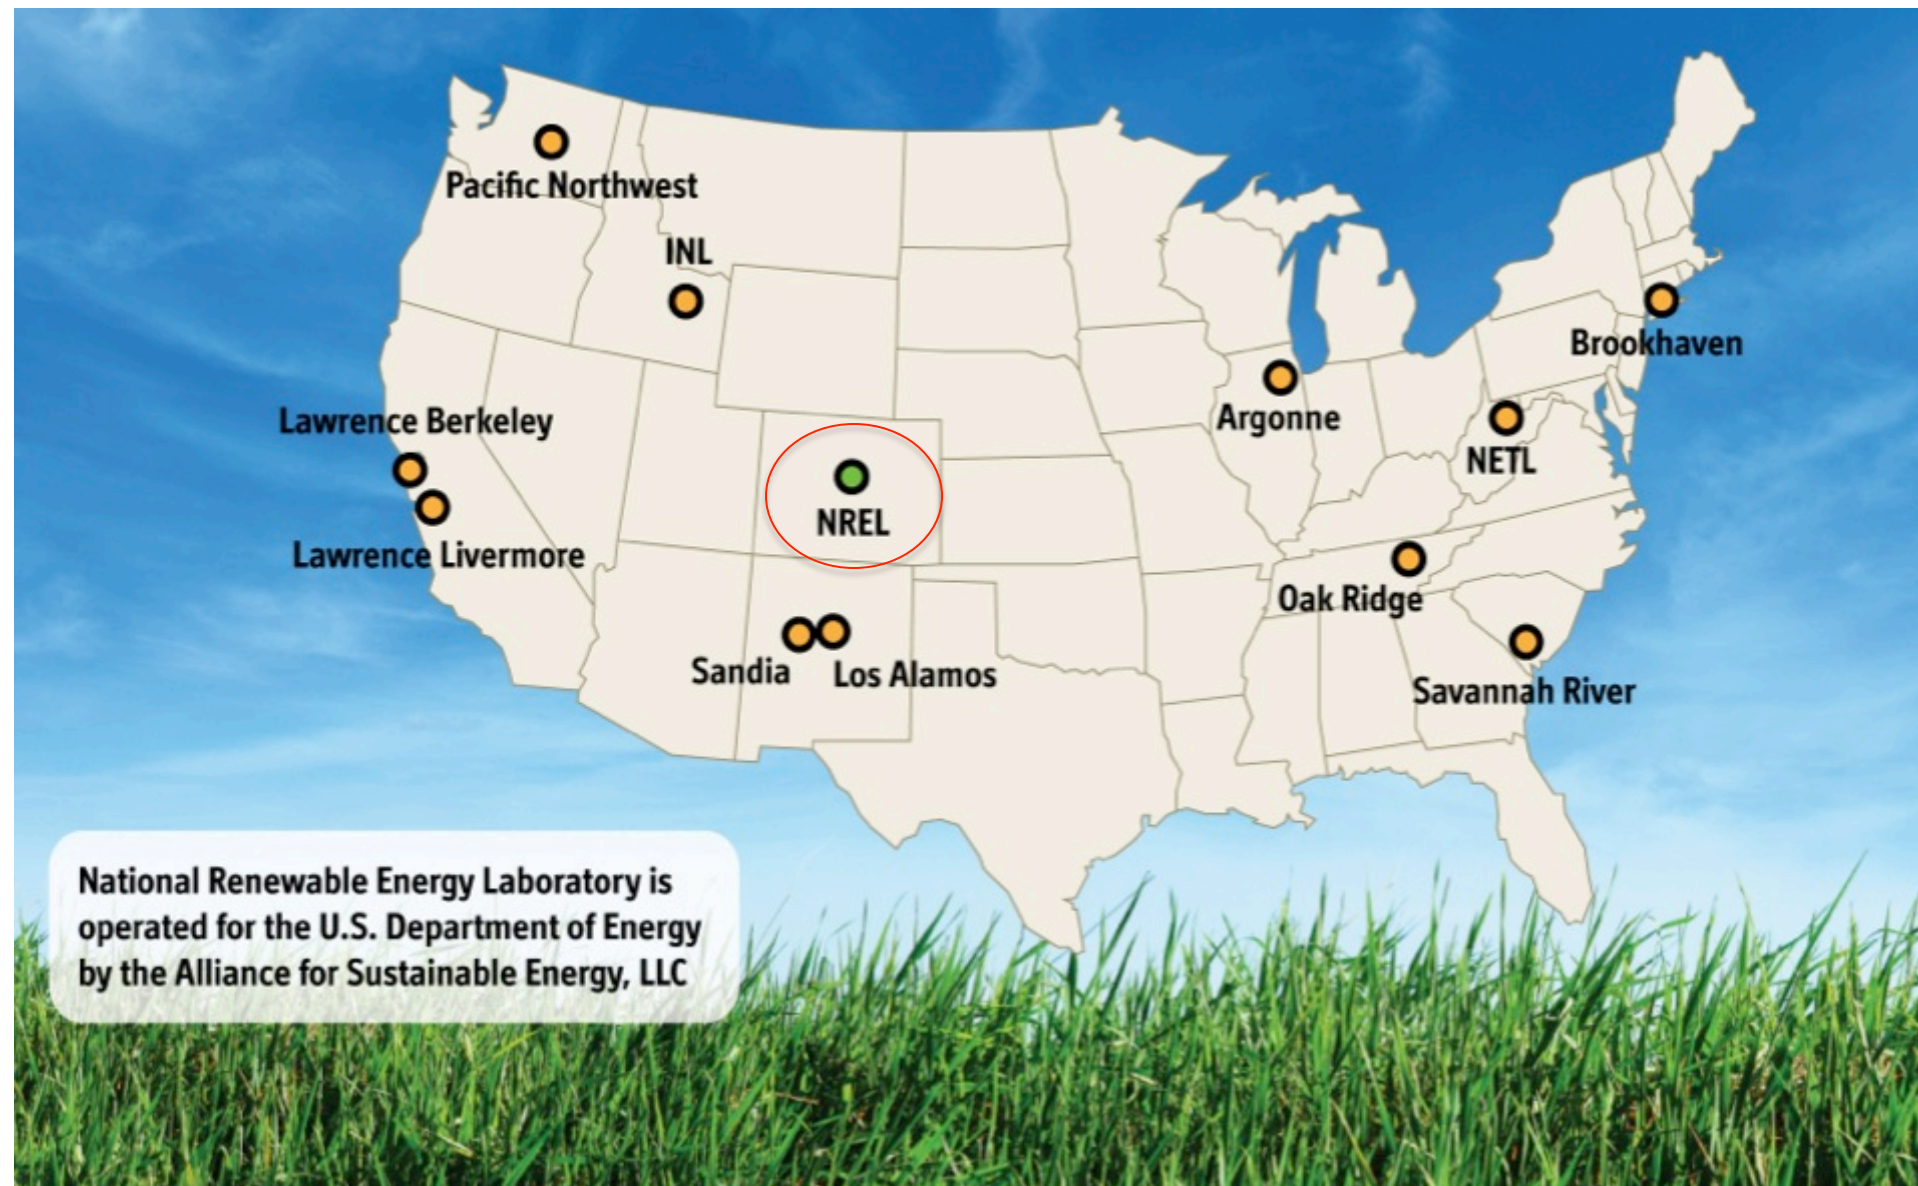 Pacific Northwest
INL
Brookhaven
Lawrence Berkeley
Argonne
NETL
NREL
Lawrence Livermore
Oak Ridge
Sandia
Los Alamos
Savannah River
National Renewable Energy Laboratory is
operated for the U.S. Department of Energy
by the Alliance for Sustainable Energy, LLC